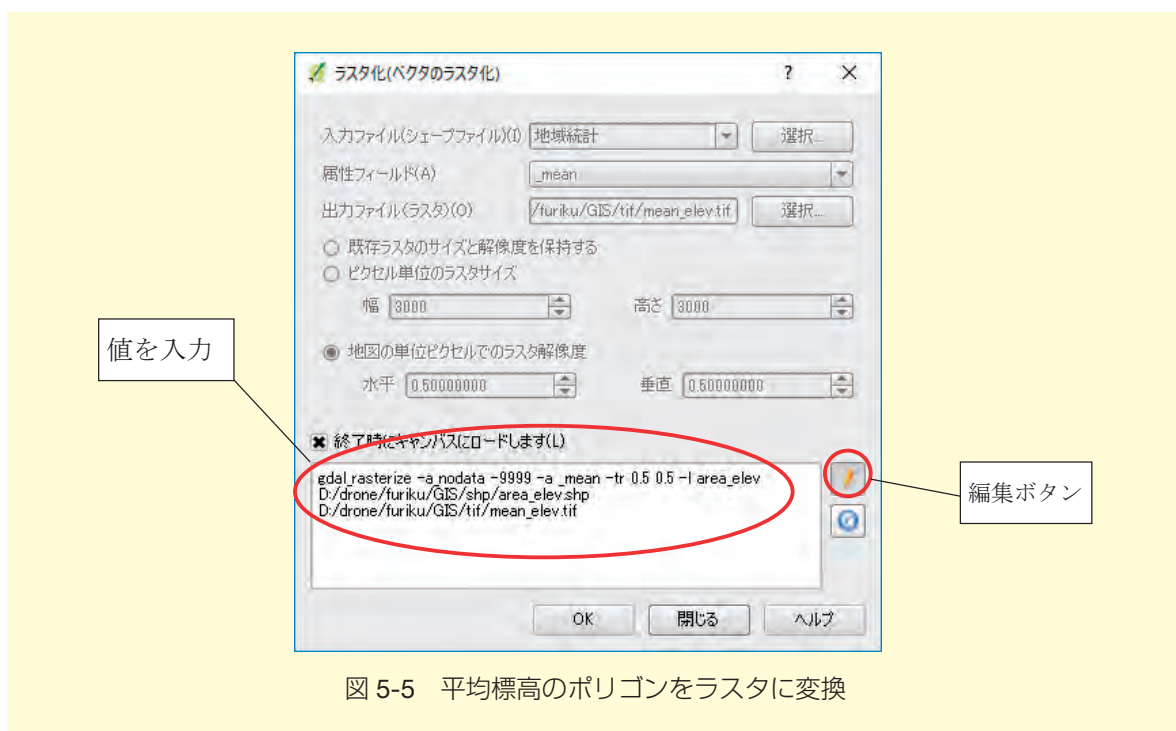 ラスタ化(ベクタのラスタ化) ? ×
入力ファイル(シェープファイル)(I) 地域統計 選択...
属性フィールド(A) _mean
出力ファイル(ラスタ)(O) /furiku/GIS/tif/mean_elev.tif 選択...
既存ラスタのサイズと解像度を保持する
ピクセル単位のラスタサイズ
幅 3000 高さ 3000
値を入力
地図の単位ピクセルでのラスタ解像度
水平 0.50000000 垂直 0.50000000
終了時にキャンバスにロードします(L)
gdal_rasterize -a_nodata -9999 -a _mean -tr 0.5 0.5 -l area_elev
D:/drone/furiku/GIS/shp/area_elev.shp
D:/drone/furiku/GIS/tif/mean_elev.tif
編集ボタン
OK 閉じる ヘルプ
図 5-5 平均標高のポリゴンをラスタに変換